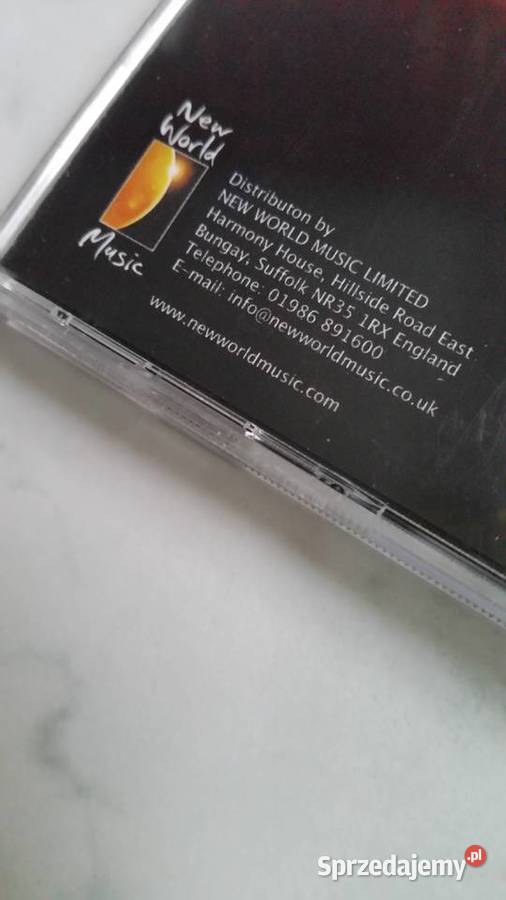 New
World
Music
Distributon by
NEW WORLD MUSIC LIMITED
Harmony House, Hillside Road East
Bungay, Suffolk NR35 1RX England
Telephone: 01986 891600
E-mail: info@newworldmusic.co.uk
www.newworldmusic.com
Sprzedajemy.pl